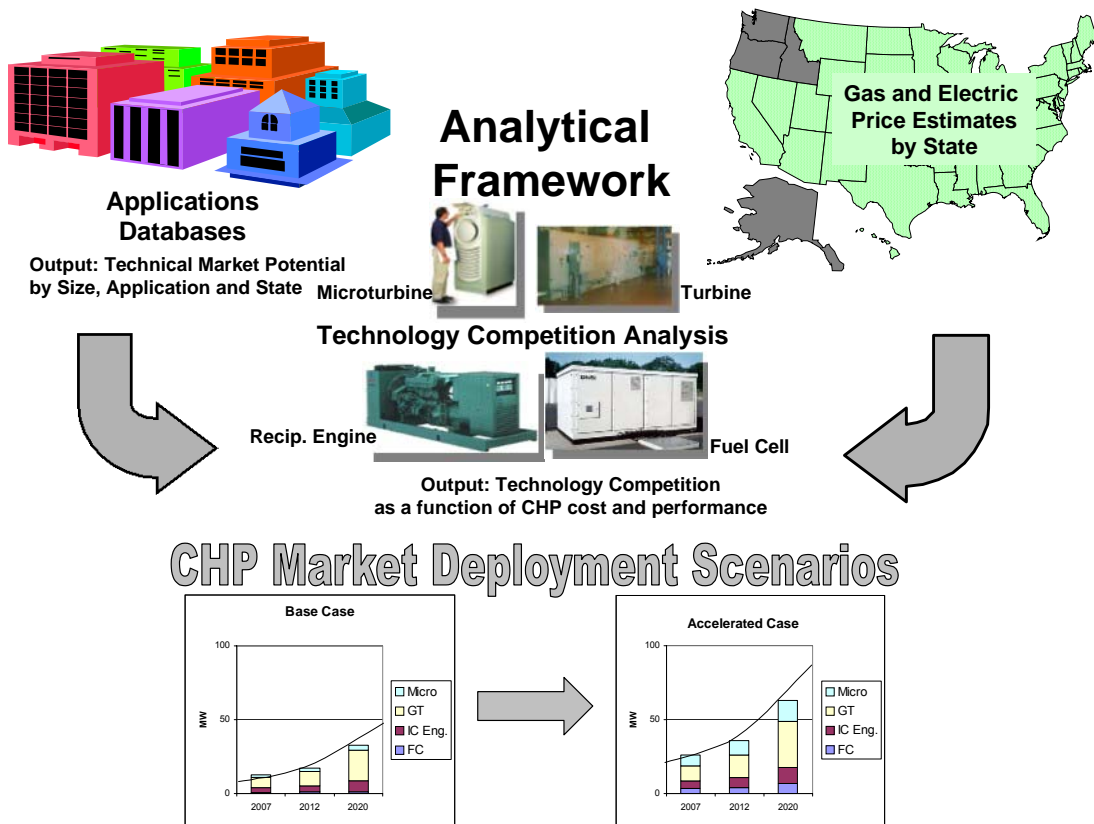 Analytical
Framework
Gas and Electric
Price Estimates
by State
Applications
Databases
Output: Technical Market Potential
by Size, Application and State
Microturbine
Turbine
Technology Competition Analysis
Recip. Engine
Fuel Cell
Output: Technology Competition
as a function of CHP cost and performance
CHP Market Deployment Scenarios
Base Case
100
50
0
MW
2007
2012
2020
Micro
GT
IC Eng.
FC
Accelerated Case
100
50
0
MW
2007
2012
2020
Micro
GT
IC Eng.
FC